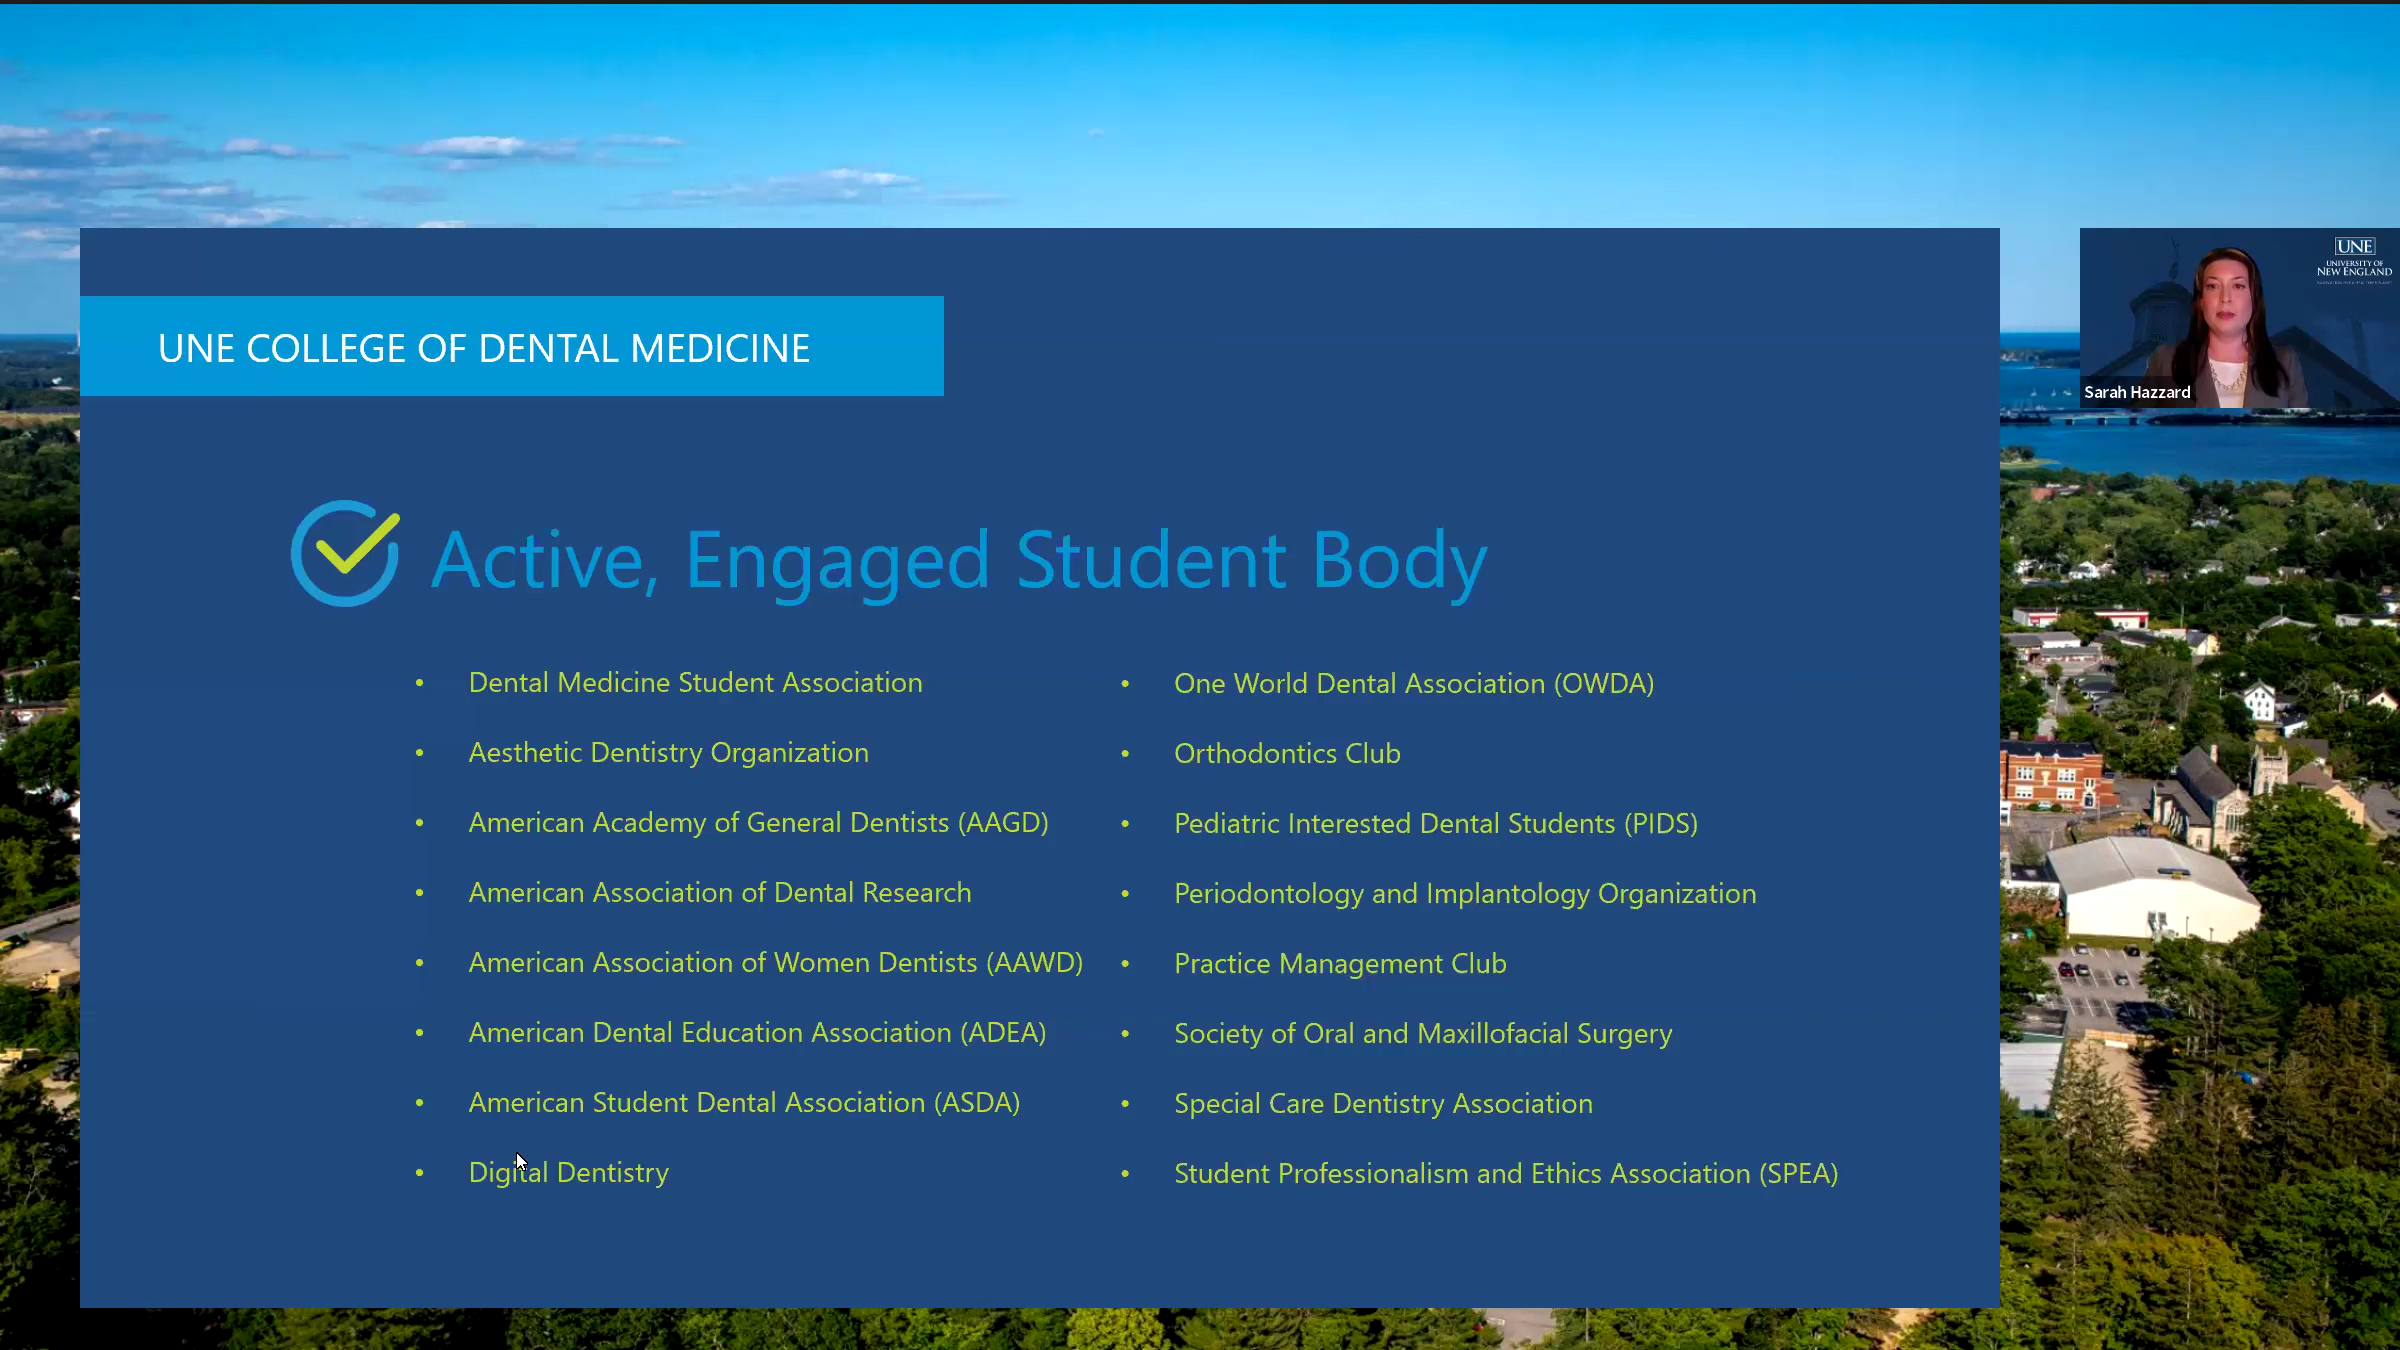 UNE COLLEGE OF DENTAL MEDICINE
Active, Engaged Student Body
• Dental Medicine Student Association
• Aesthetic Dentistry Organization
• American Academy of General Dentists (AAGD)
• American Association of Dental Research
• American Association of Women Dentists (AAWD)
• American Dental Education Association (ADEA)
• American Student Dental Association (ASDA)
• Digital Dentistry
• One World Dental Association (OWDA)
• Orthodontics Club
• Pediatric Interested Dental Students (PIDS)
• Periodontology and Implantology Organization
• Practice Management Club
• Society of Oral and Maxillofacial Surgery
• Special Care Dentistry Association
• Student Professionalism and Ethics Association (SPEA)
UNE
UNIVERSITY OF
NEW ENGLAND
Sarah Hazzard